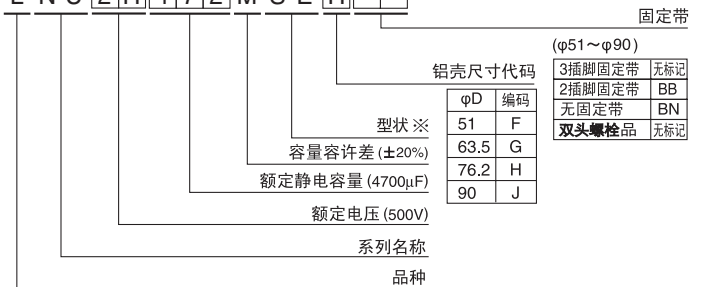 固定带
(φ51～φ90)
3插脚固定带 无标记
2插脚固定带 BB
无固定带 BN
双头螺栓品 无标记
铝壳尺寸代码
φD 编码
51 F
63.5 G
76.2 H
90 J
型状 ※
容量容许差 (±20%)
额定静电容量 (4700μF)
额定电压 (500V)
系列名称
品种